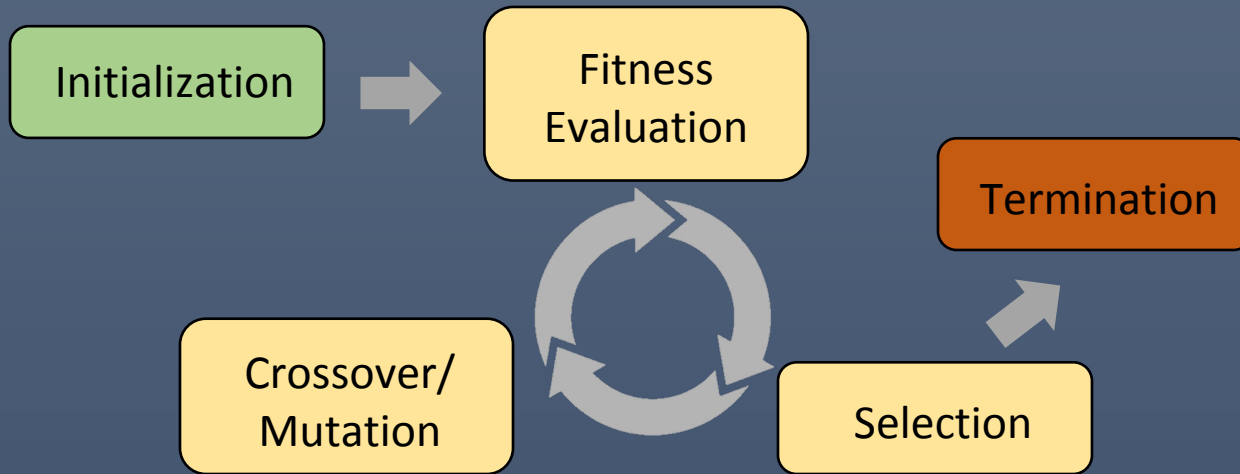 Initialization
Fitness
Evaluation
Termination
Crossover/
Mutation
Selection